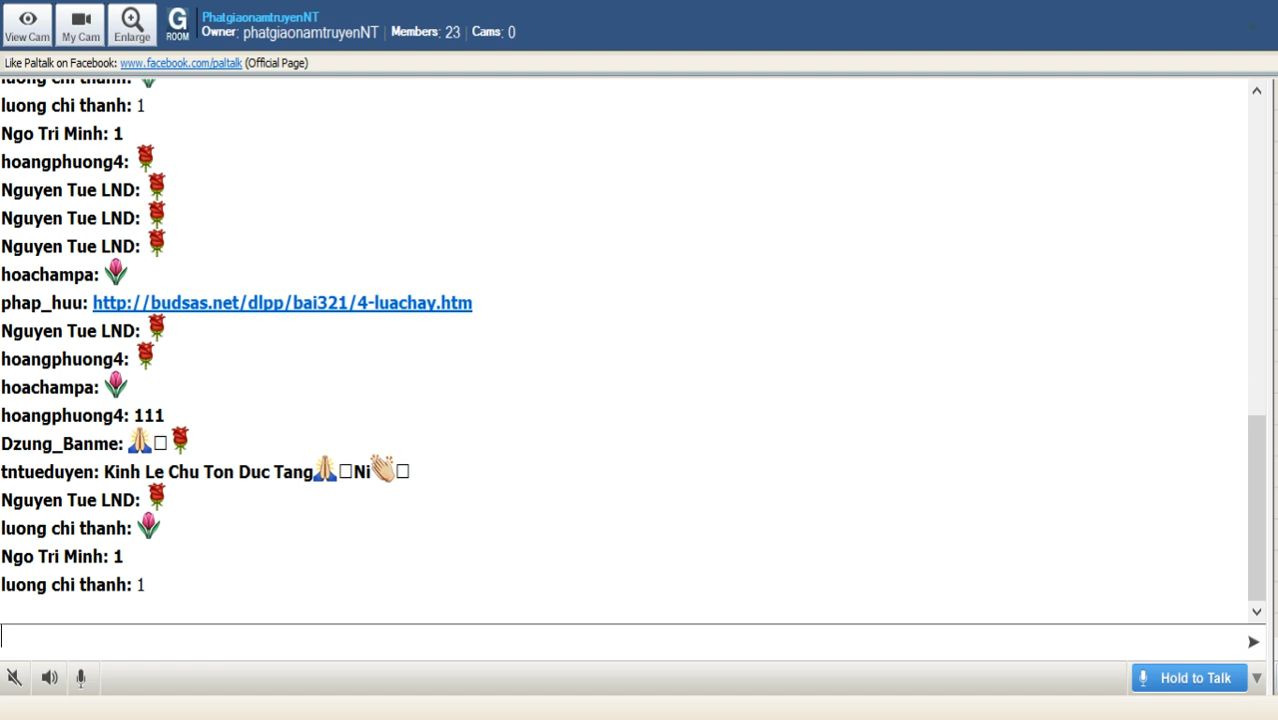 View Cam
My Cam
Enlarge
G
ROOM
PhatgiaonamtruyenNT
Owner: phatgiaonamtruyenNT | Members: 23 | Cams: 0
Like Paltalk on Facebook: www.facebook.com/paltalk (Official Page)
luong chi thanh: 🌷
luong chi thanh: 1
Ngo Tri Minh: 1
hoangphuong4: 🌹
Nguyen Tue LND: 🌹
Nguyen Tue LND: 🌹
Nguyen Tue LND: 🌹
hoachampa: 🌷
phap_huu: http://budsas.net/dlpp/bai321/4-luachay.htm
Nguyen Tue LND: 🌹
hoangphuong4: 🌹
hoachampa: 🌷
hoangphuong4: 111
Dzung_Banme: 🙏□🌹
tntueduyen: Kinh Le Chu Ton Duc Tang🙏□Ni👏□
Nguyen Tue LND: 🌹
luong chi thanh: 🌷
Ngo Tri Minh: 1
luong chi thanh: 1
Hold to Talk